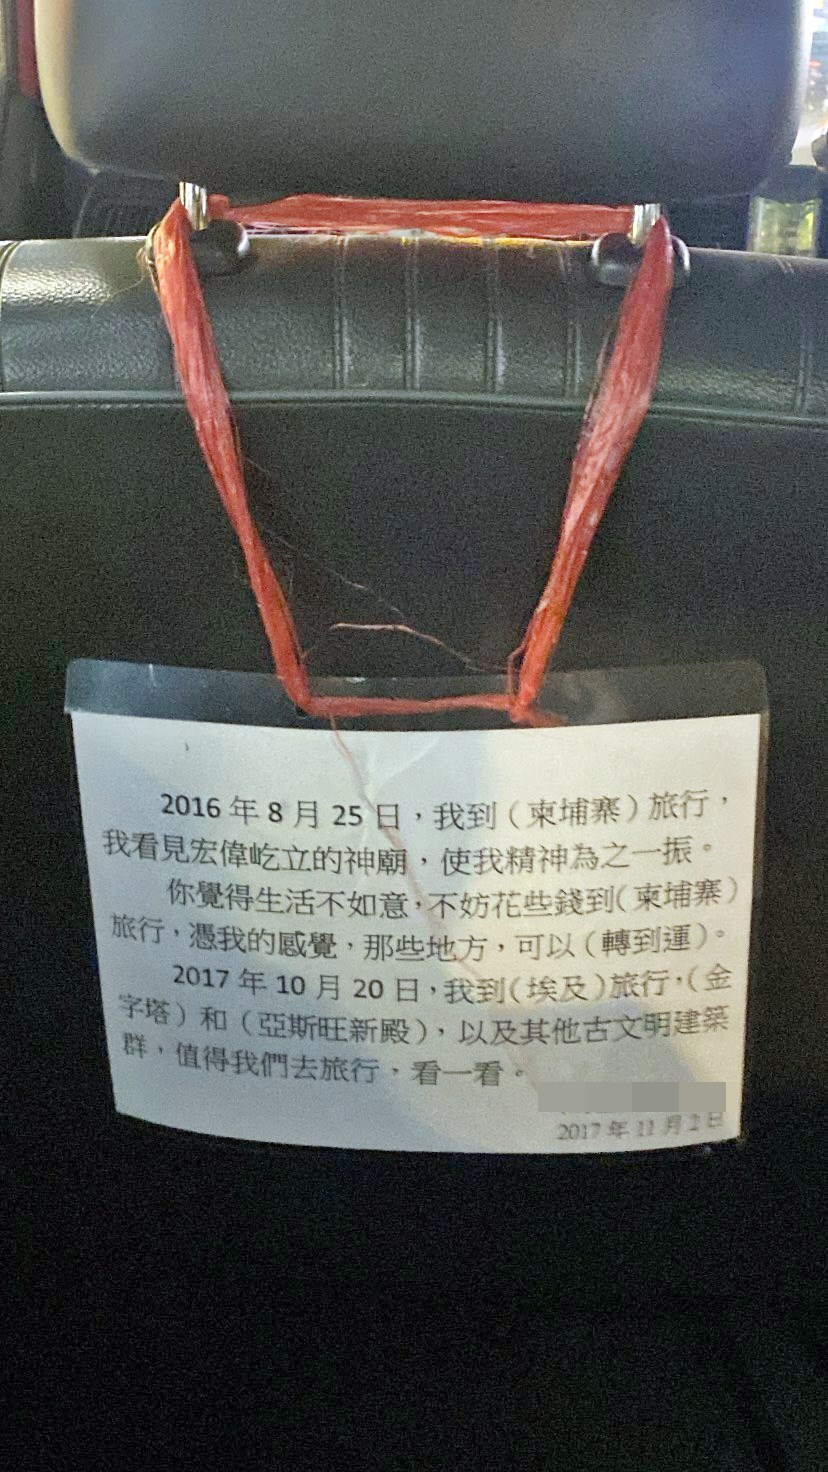 2016 年 8 月 25 日，我到（柬埔寨）旅行，
我看見宏偉屹立的神廟，使我精神為之一振。
你覺得生活不如意，不妨花些錢到（柬埔寨）
旅行，憑我的感覺，那些地方，可以（轉到運）。
2017 年 10 月 20 日，我到（埃及）旅行，（金
字塔）和（亞斯旺新殿），以及其他古文明建築
群，值得我們去旅行，看一看。
2017 年 11 月 2 日